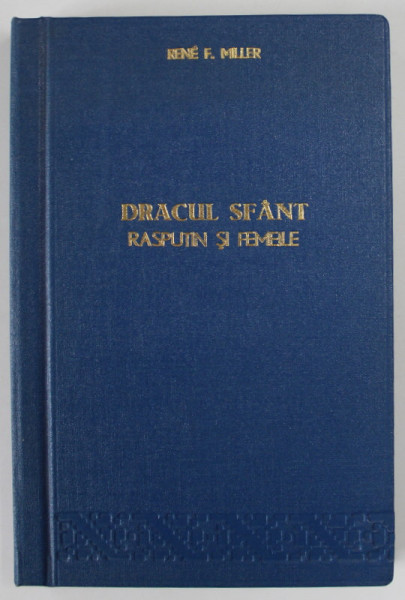 RENÉ F. MILLER
DRACUL SFÂNT
RASPUTIN ȘI FEMEILE